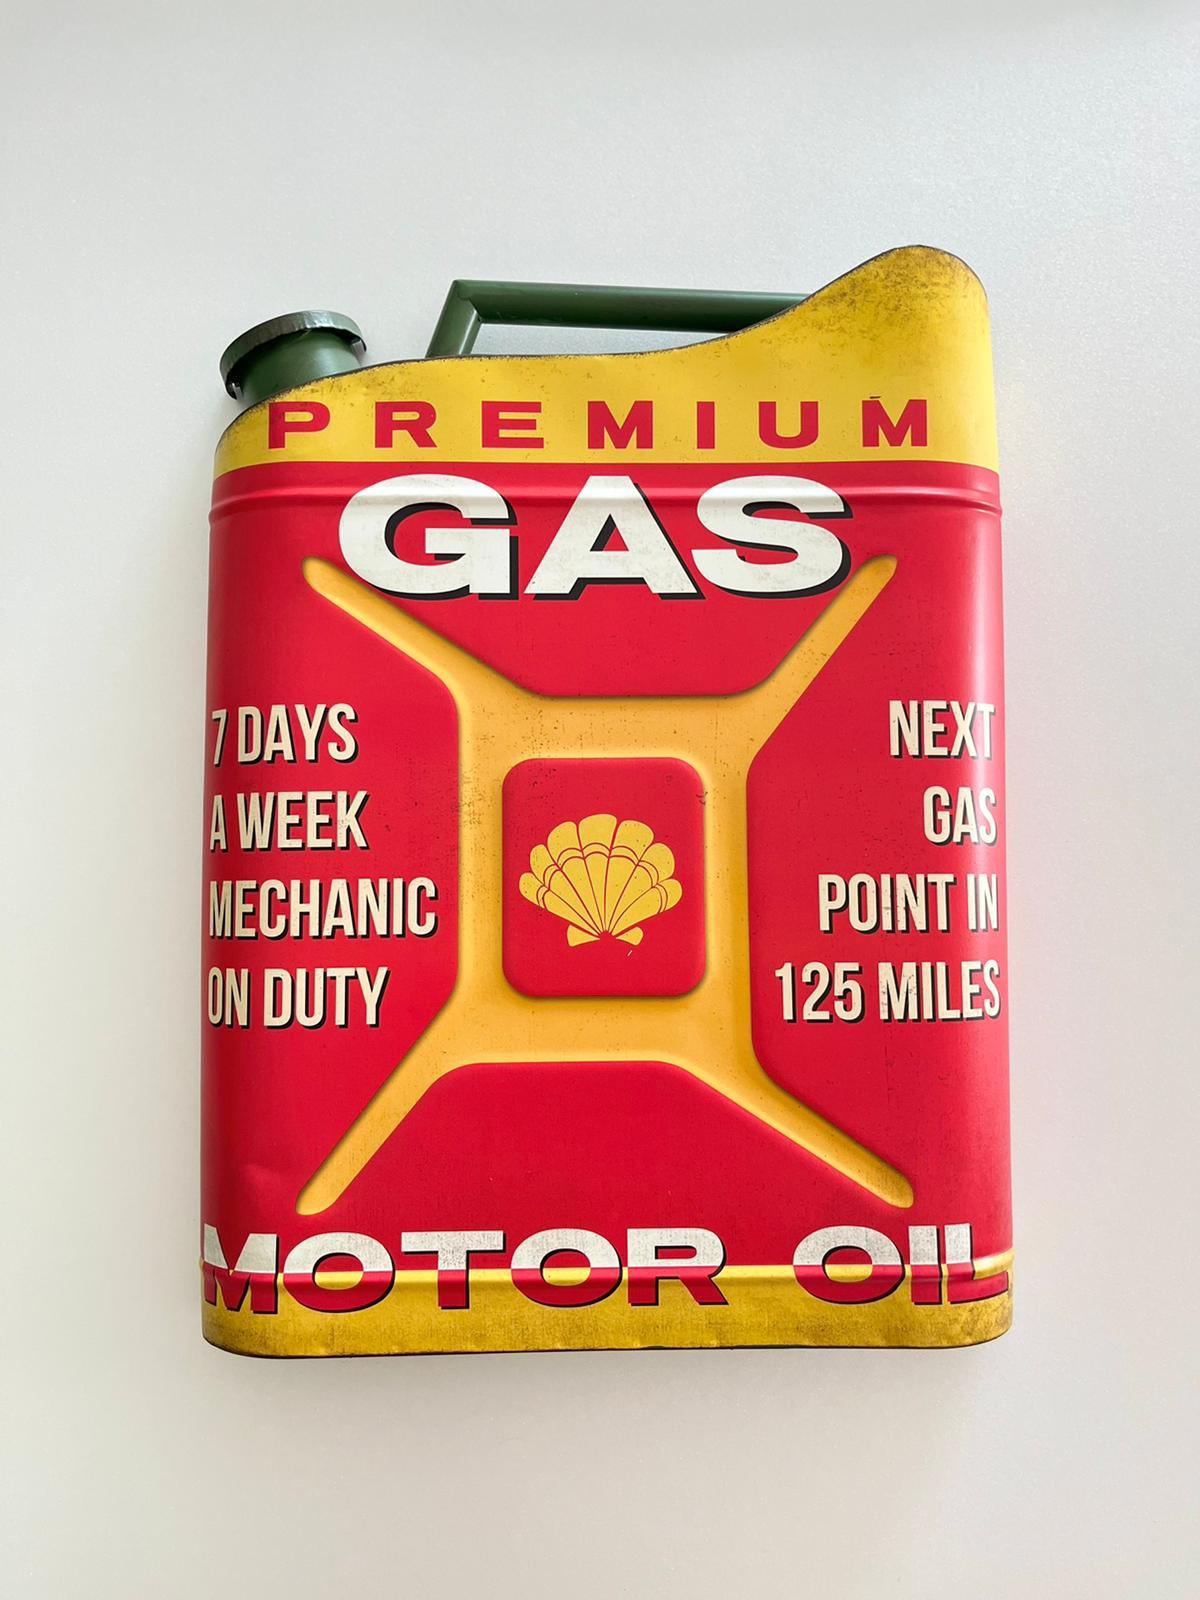 PREMIUM
GAS
7 DAYS
A WEEK
MECHANIC
ON DUTY
NEXT
GAS
POINT IN
125 MILES
MOTOR OIL